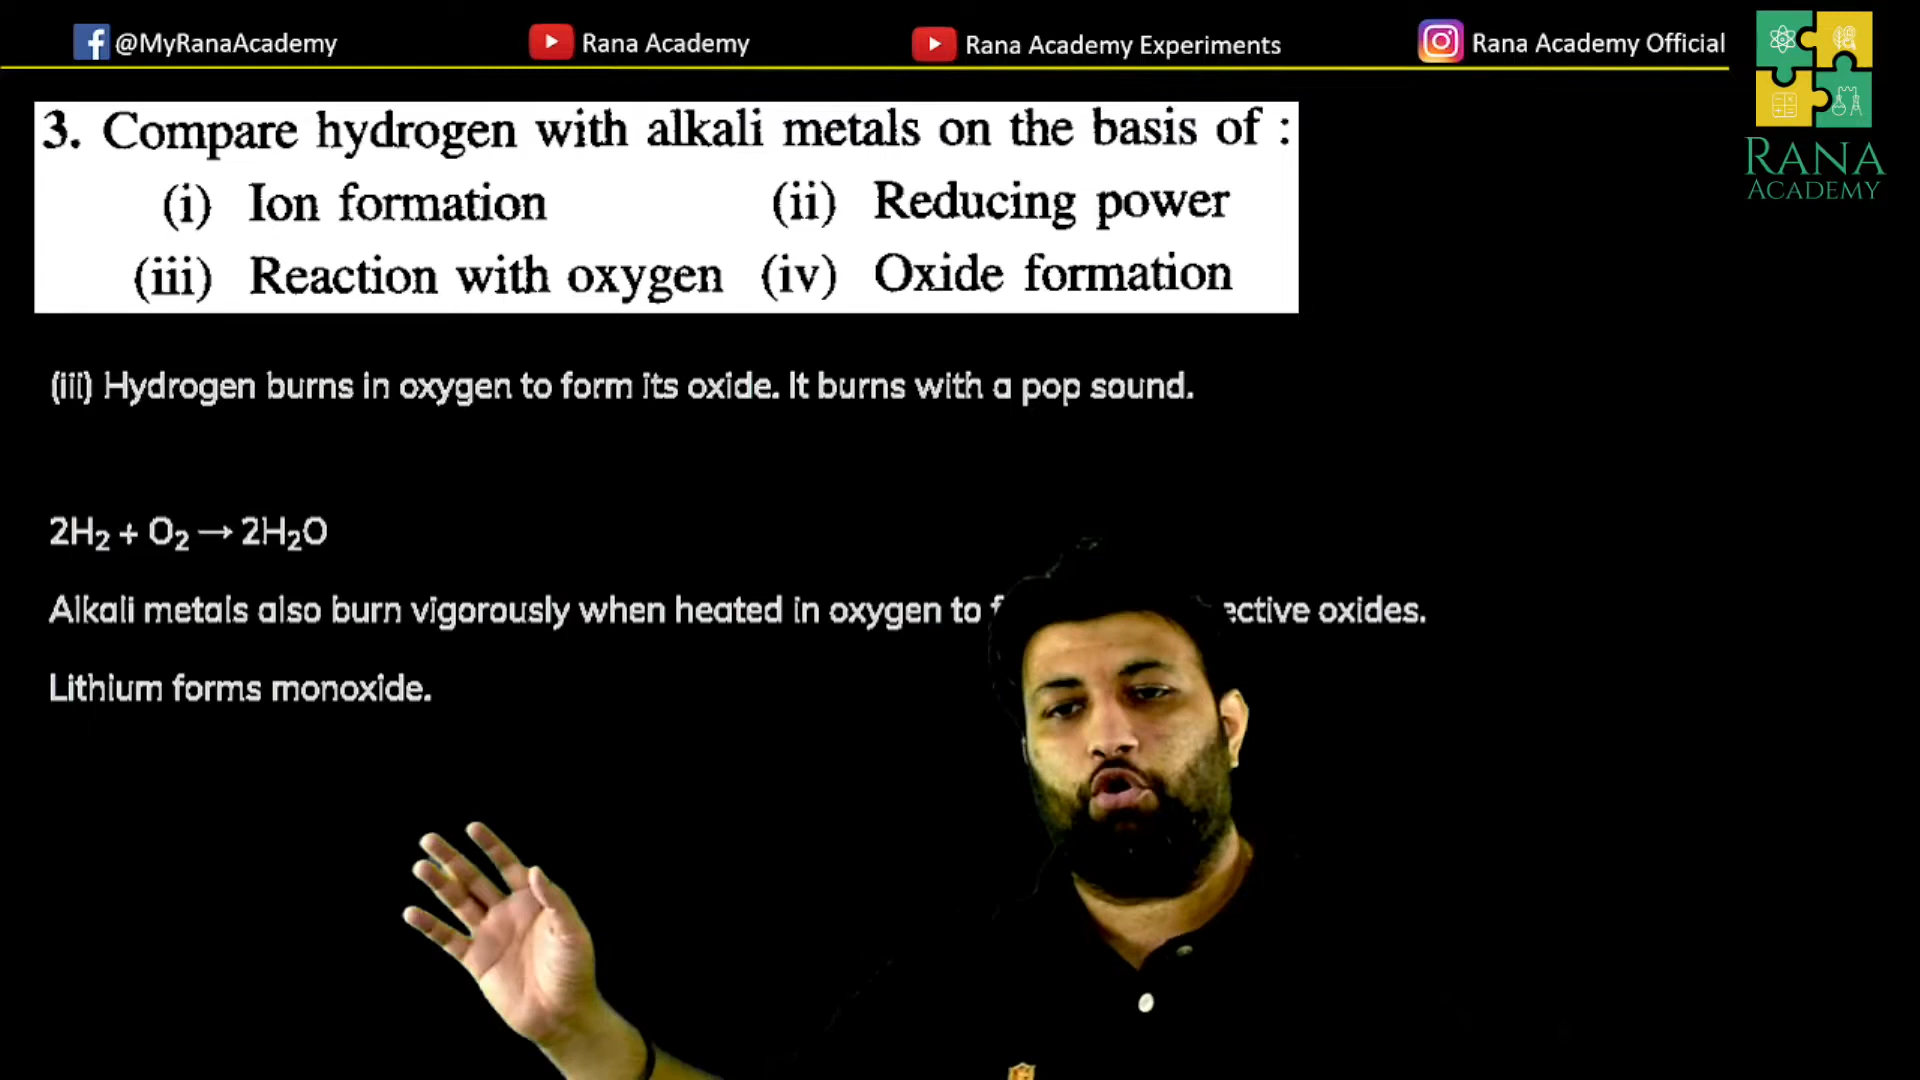 @MyRanaAcademy Rana Academy Rana Academy Experiments Rana Academy Official
RANA
ACADEMY
3. Compare hydrogen with alkali metals on the basis of :
(i) Ion formation (ii) Reducing power
(iii) Reaction with oxygen (iv) Oxide formation
(iii) Hydrogen burns in oxygen to form its oxide. It burns with a pop sound.
2H₂ + O₂ → 2H₂O
Alkali metals also burn vigorously when heated in oxygen to oxides.
Lithium forms monoxide.